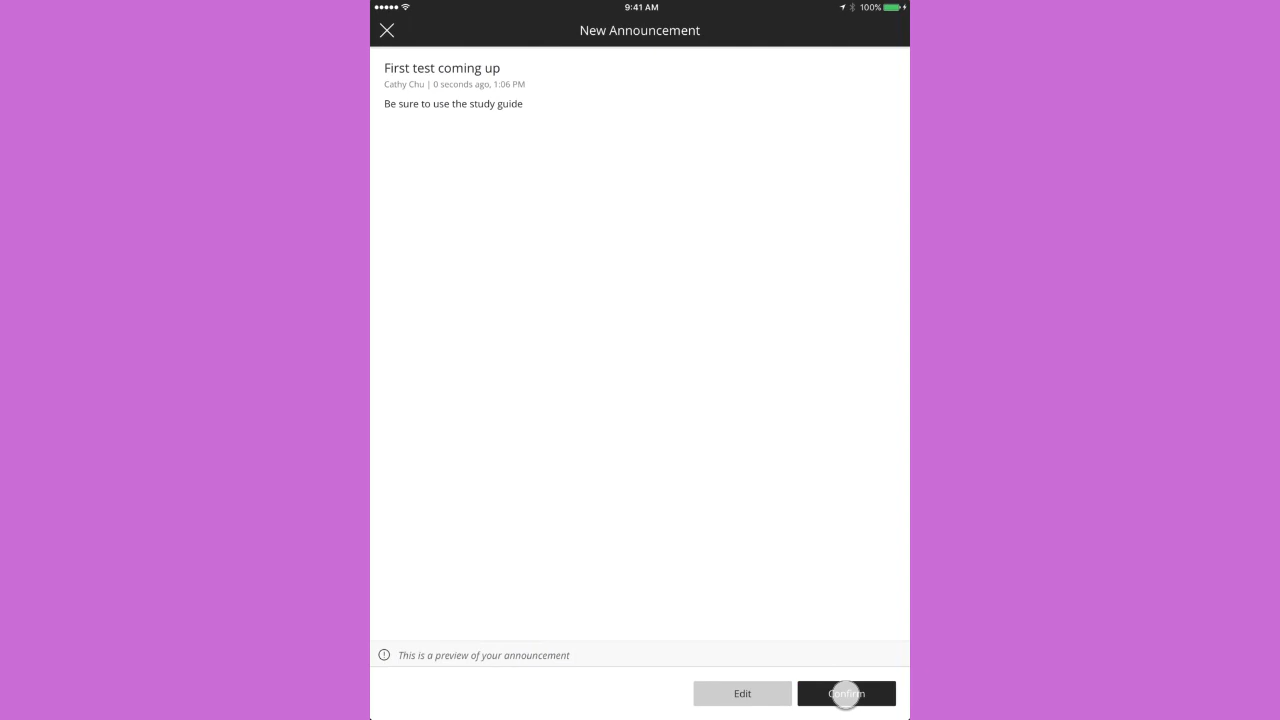 9:41 AM
100%
New Announcement
First test coming up
Cathy Chu | 0 seconds ago, 1:06 PM
Be sure to use the study guide
This is a preview of your announcement
Edit
Confirm